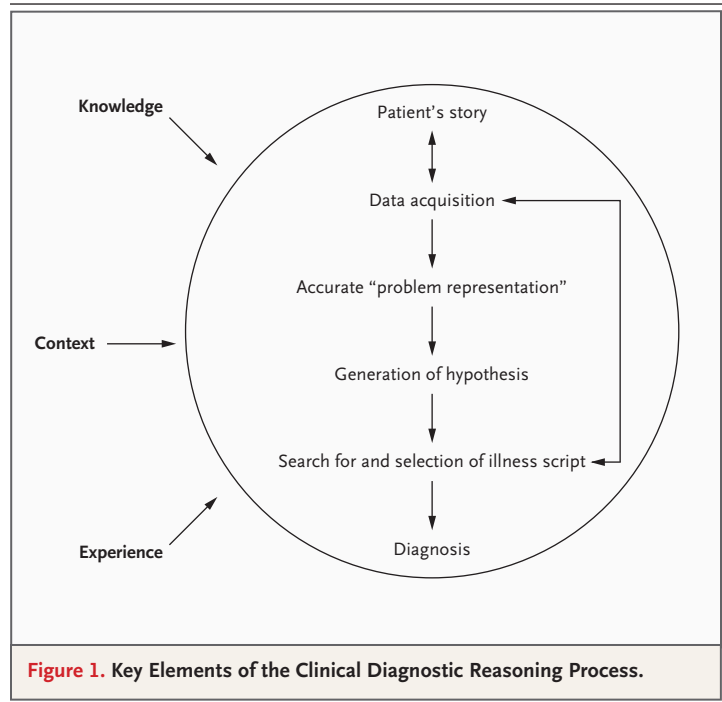 Knowledge
Patient’s story
Data acquisition
Accurate “problem representation”
Context
Generation of hypothesis
Search for and selection of illness script
Experience
Diagnosis
Figure 1. Key Elements of the Clinical Diagnostic Reasoning Process.